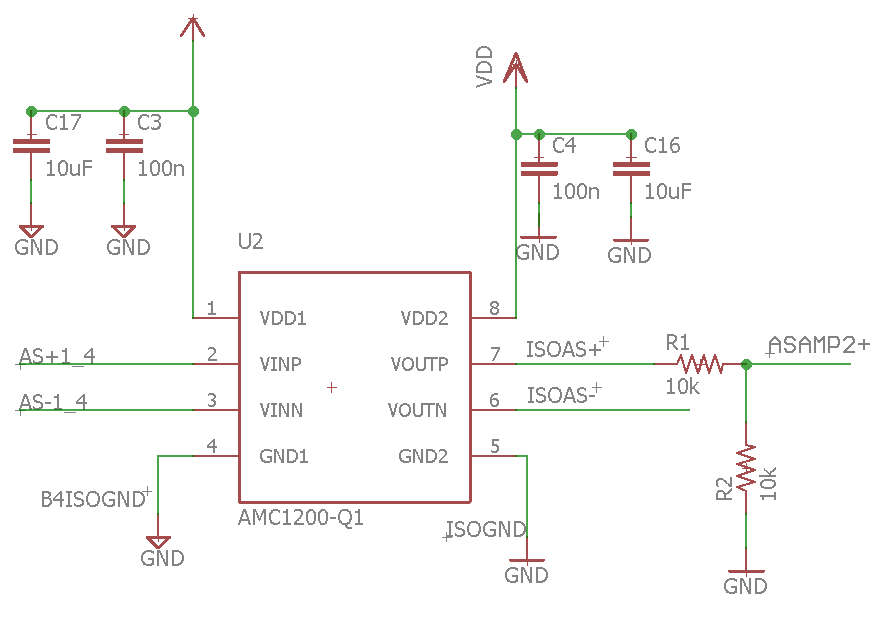 VDD
C17
C3
10uF
100n
GND
GND
C4
C16
100n
10uF
GND
GND
U2
1
VDD1
VDD2
8
AS+1_4
2
VINP
VOUTP
7
ISOAS+
R1
10k
ASAMP2+
AS-1_4
3
VINN
VOUTN
6
ISOAS-
4
GND1
GND2
5
B4ISOGND
GND
AMC1200-Q1
ISOGND
GND
R2
10k
GND